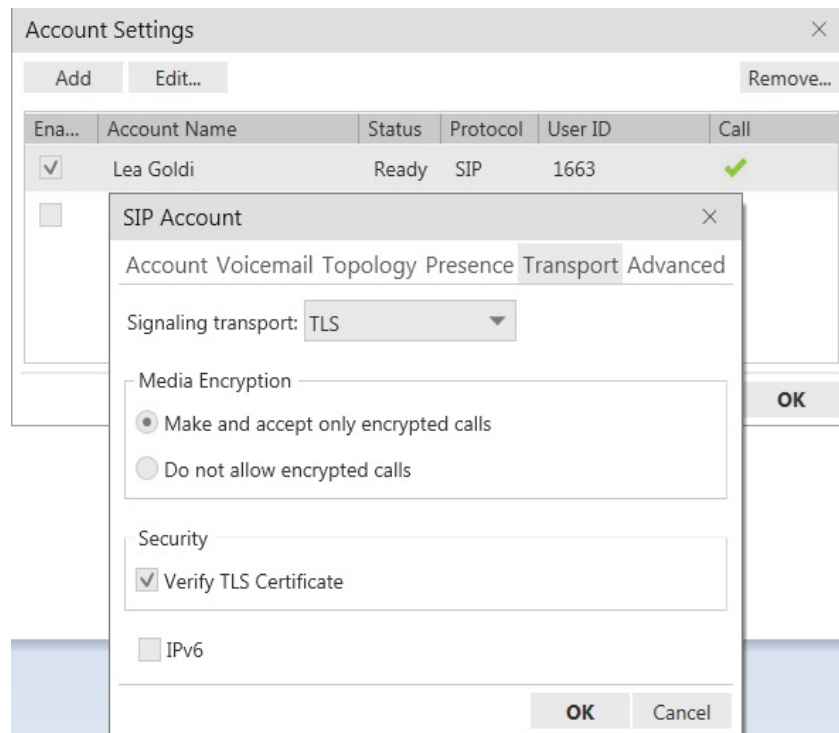 Account Settings
Add Edit... Remove...
Ena... Account Name Status Protocol User ID Call
Lea Goldi Ready SIP 1663
SIP Account
Account Voicemail Topology Presence Transport Advanced
Signaling transport: TLS
Media Encryption
Make and accept only encrypted calls
OK
Do not allow encrypted calls
Security
Verify TLS Certificate
IPv6
OK Cancel